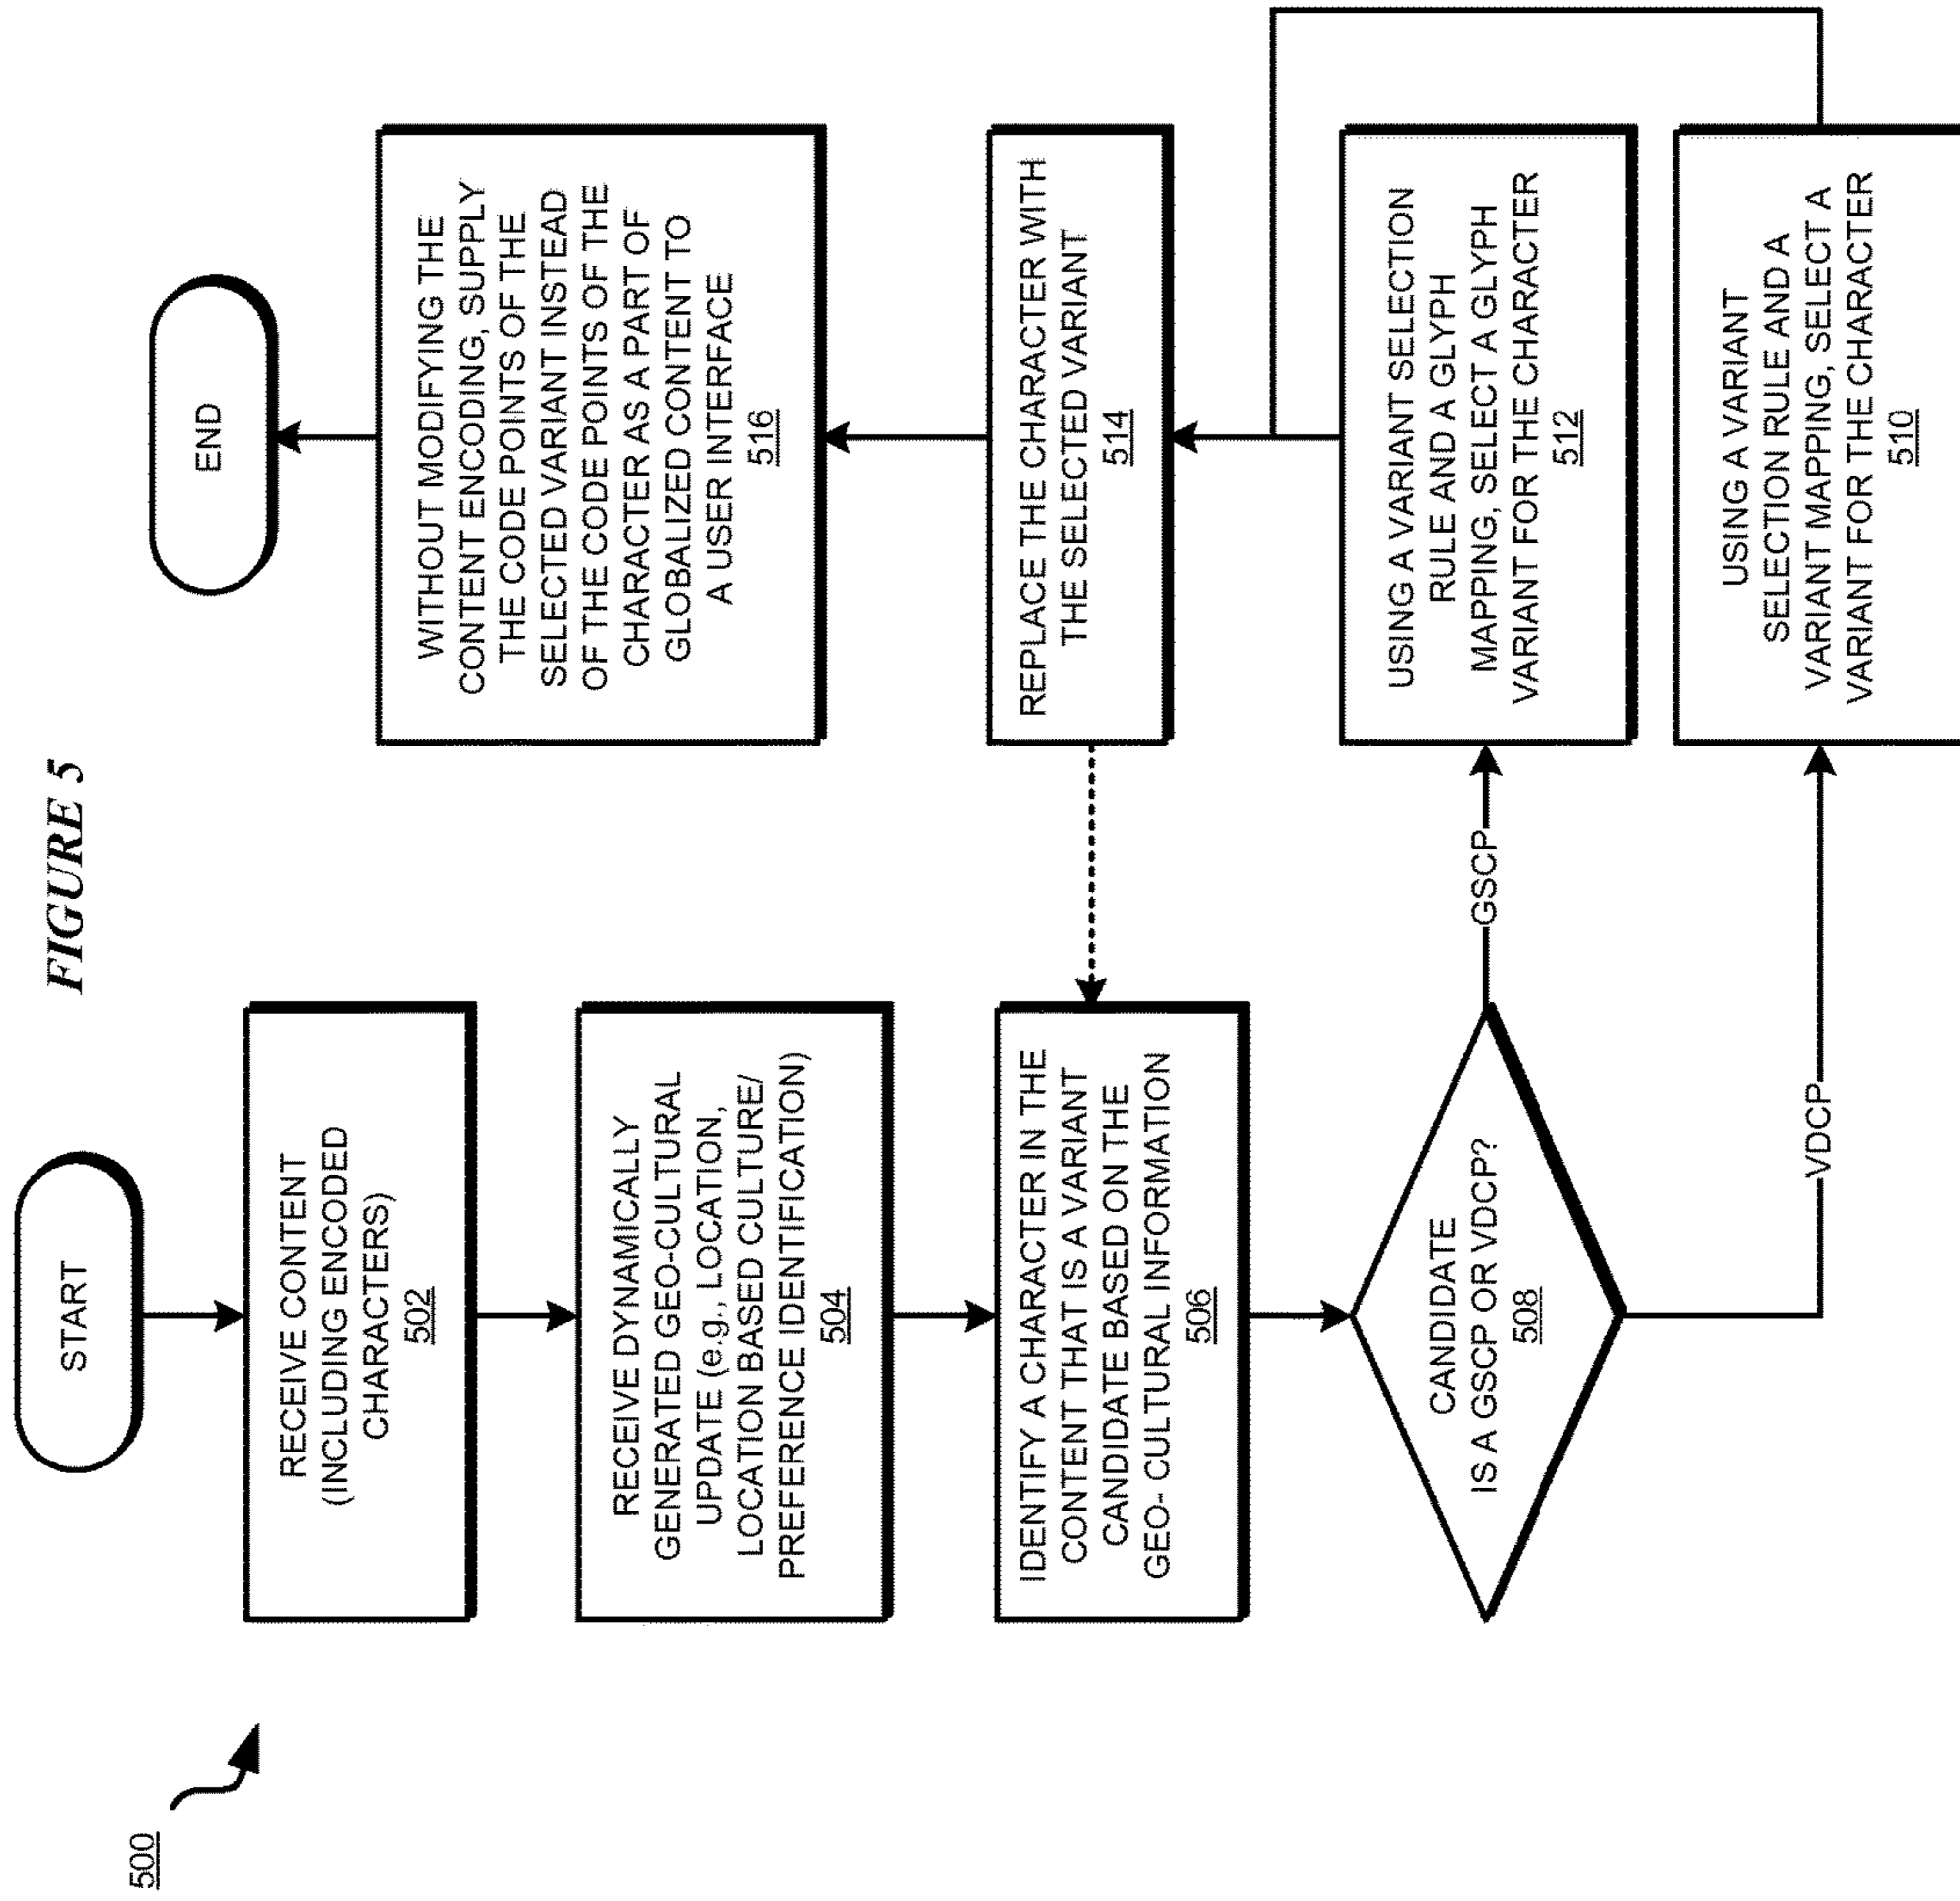 FIGURE 5
500
START
RECEIVE CONTENT
(INCLUDING ENCODED
CHARACTERS)
502
RECEIVE DYNAMICALLY
GENERATED GEO-CULTURAL
UPDATE (e.g., LOCATION,
LOCATION BASED CULTURE/
PREFERENCE IDENTIFICATION)
504
IDENTIFY A CHARACTER IN THE
CONTENT THAT IS A VARIANT
CANDIDATE BASED ON THE
GEO- CULTURAL INFORMATION
506
CANDIDATE
IS A GSCP OR VDCP?
508
GSCP
VDCP
USING A VARIANT
SELECTION RULE AND A
VARIANT MAPPING, SELECT A
VARIANT FOR THE CHARACTER
510
USING A VARIANT SELECTION
RULE AND A GLYPH
MAPPING, SELECT A GLYPH
VARIANT FOR THE CHARACTER
512
REPLACE THE CHARACTER WITH
THE SELECTED VARIANT
514
WITHOUT MODIFYING THE
CONTENT ENCODING, SUPPLY
THE CODE POINTS OF THE
SELECTED VARIANT INSTEAD
OF THE CODE POINTS OF THE
CHARACTER AS A PART OF
GLOBALIZED CONTENT TO
A USER INTERFACE
516
END